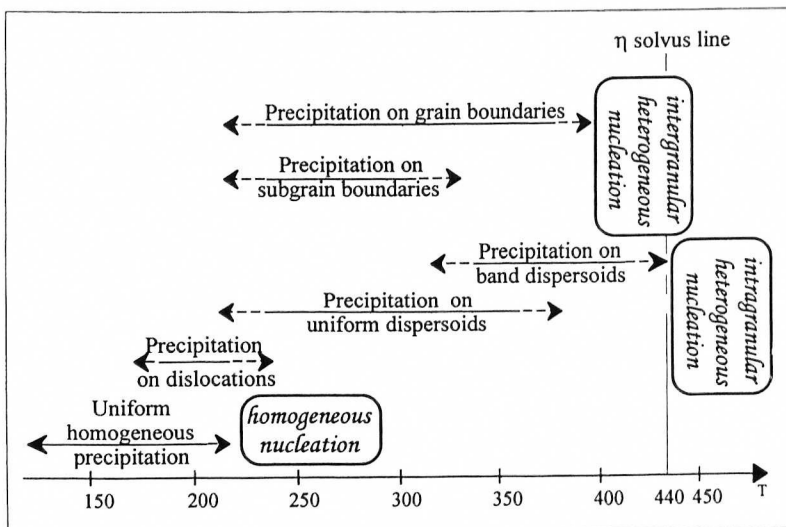 η solvus line
Precipitation on grain boundaries
intergranular
heterogeneous
nucleation
Precipitation on
subgrain boundaries
Precipitation on
band dispersoids
intragranular
heterogeneous
nucleation
Precipitation on
uniform dispersoids
Precipitation
on dislocations
Uniform
homogeneous
precipitation
homogeneous
nucleation
150 200 250 300 350 400 440 450 T